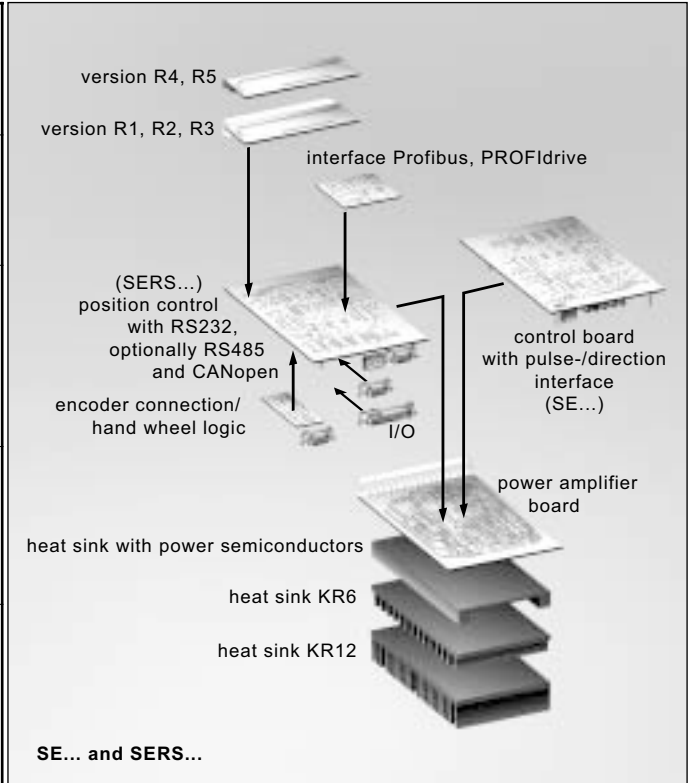 version R4, R5
version R1, R2, R3
interface Profibus, PROFIdrive
(SERS...)
position control
with RS232,
optionally RS485
and CANopen
control board
with pulse-/direction
interface
(SE...)
encoder connection/
hand wheel logic
I/O
power amplifier
board
heat sink with power semiconductors
heat sink KR6
heat sink KR12
SE... and SERS...